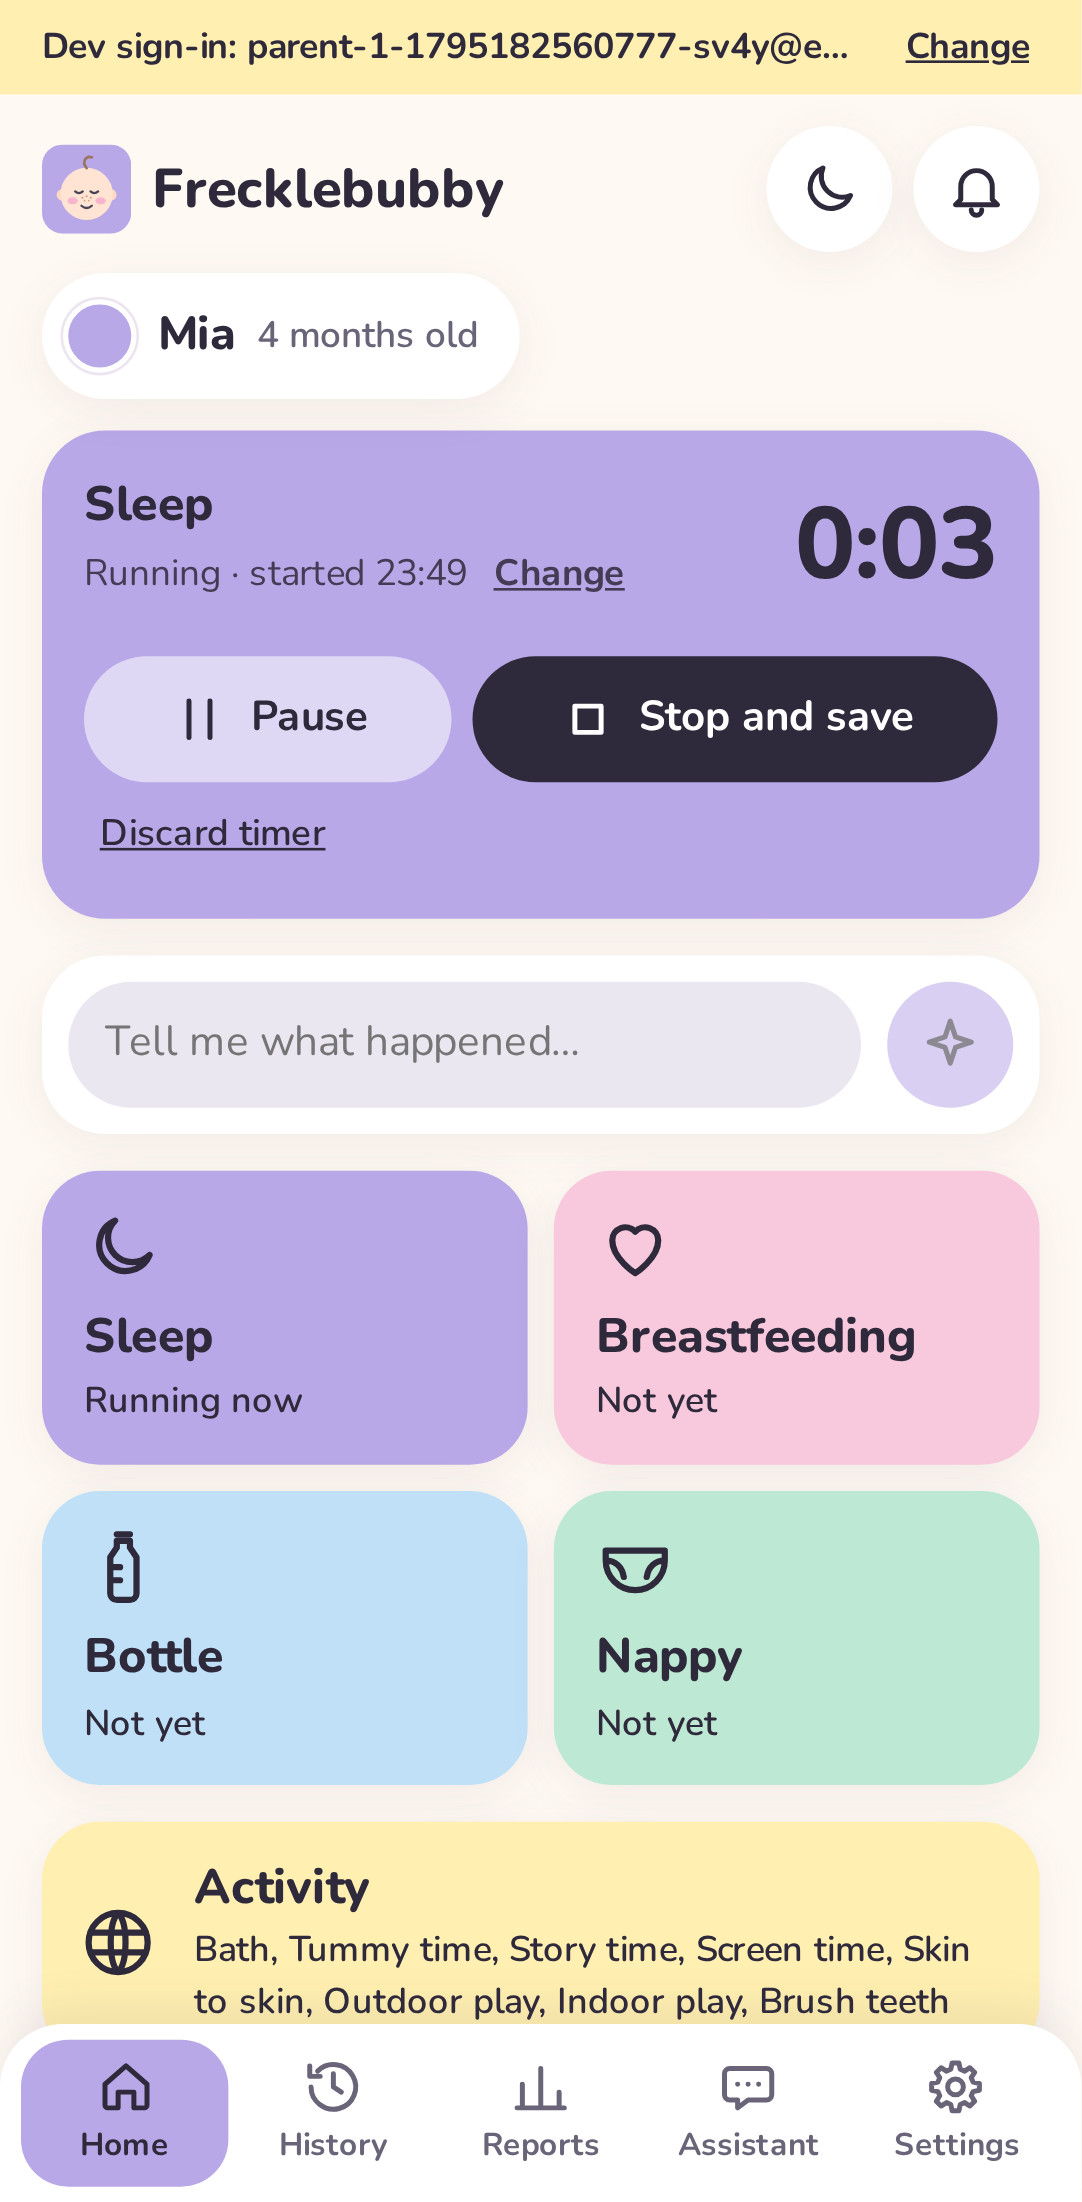 Dev sign-in: parent-1-1795182560777-sv4y@e... Change
Frecklebubby
Mia 4 months old
Sleep
0:03
Running · started 23:49 Change
Pause
Stop and save
Discard timer
Tell me what happened...
Sleep
Running now
Breastfeeding
Not yet
Bottle
Not yet
Nappy
Not yet
Activity
Bath, Tummy time, Story time, Screen time, Skin
to skin, Outdoor play, Indoor play, Brush teeth
Home
History
Reports
Assistant
Settings